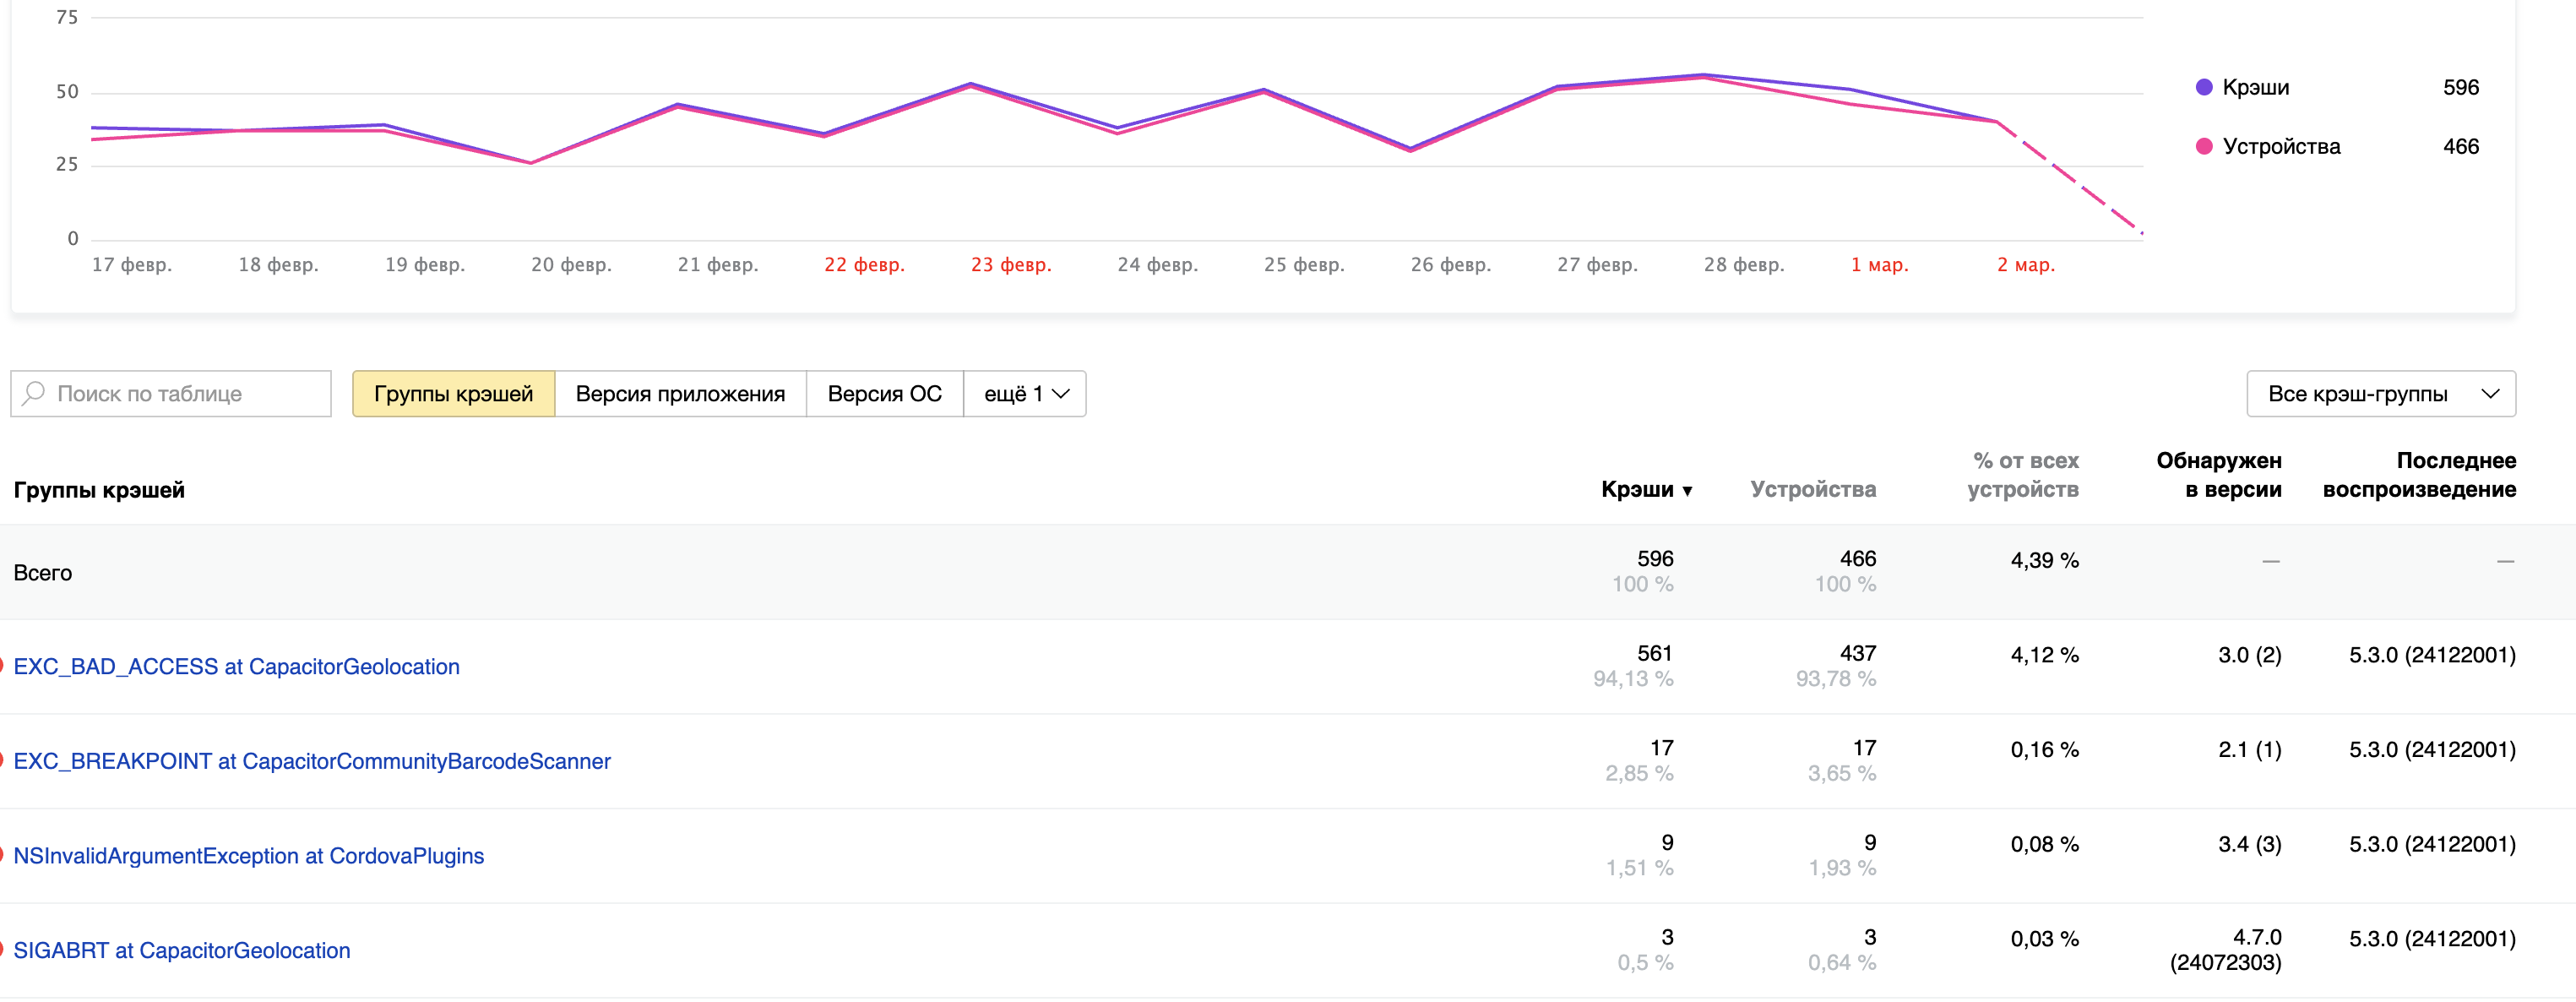 75
50
25
0
17 февр. 18 февр. 19 февр. 20 февр. 21 февр. 22 февр. 23 февр. 24 февр. 25 февр. 26 февр. 27 февр. 28 февр. 1 мар. 2 мар.
Крэши 596
Устройства 466
Поиск по таблице Группы крэшей Версия приложения Версия ОС ещё 1 Все крэш-группы
Группы крэшей Крэши ▼ Устройства % от всех устройств Обнаружен в версии Последнее воспроизведение
Всего 596 466 4,39 % — —
100 % 100 %
EXC_BAD_ACCESS at CapacitorGeolocation 561 437 4,12 % 3.0 (2) 5.3.0 (24122001)
94,13 % 93,78 %
EXC_BREAKPOINT at CapacitorCommunityBarcodeScanner 17 17 0,16 % 2.1 (1) 5.3.0 (24122001)
2,85 % 3,65 %
NSInvalidArgumentException at CordovaPlugins 9 9 0,08 % 3.4 (3) 5.3.0 (24122001)
1,51 % 1,93 %
SIGABRT at CapacitorGeolocation 3 3 0,03 % 4.7.0 5.3.0 (24122001)
0,5 % 0,64 % (24072303)